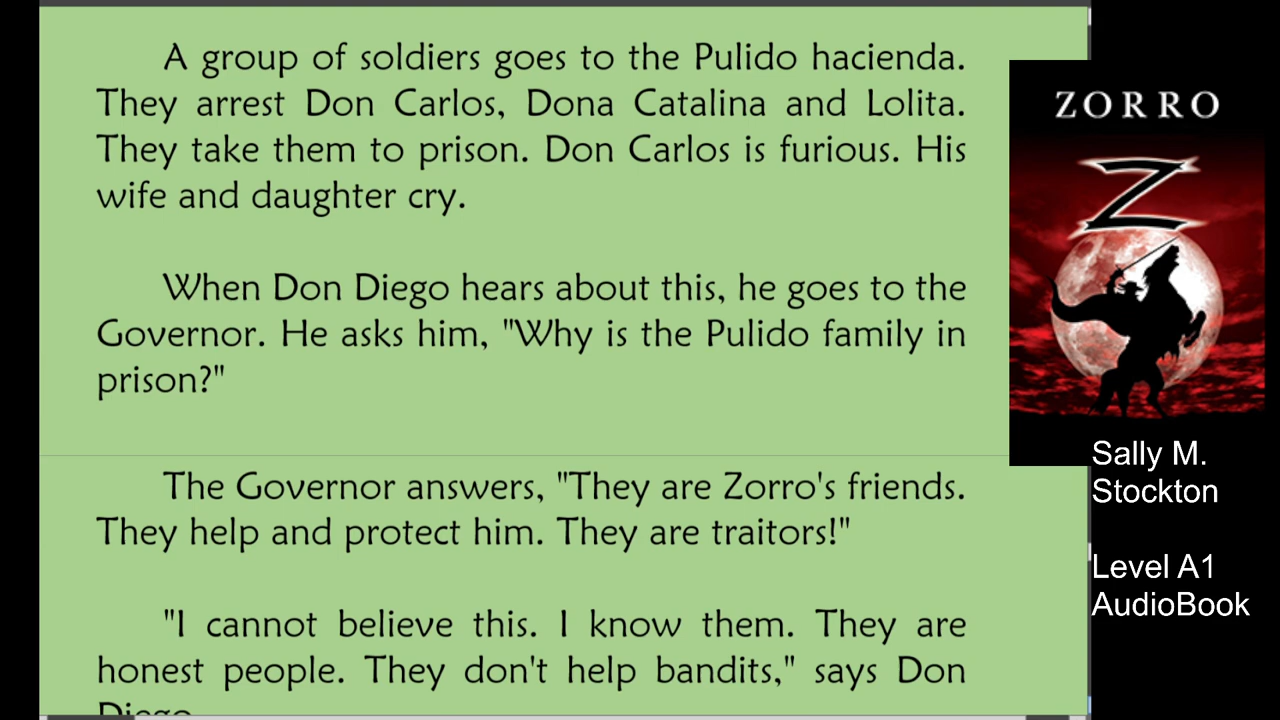 A group of soldiers goes to the Pulido hacienda.
They arrest Don Carlos, Dona Catalina and Lolita.
They take them to prison. Don Carlos is furious. His
wife and daughter cry.
When Don Diego hears about this, he goes to the
Governor. He asks him, "Why is the Pulido family in
prison?"
The Governor answers, "They are Zorro's friends.
They help and protect him. They are traitors!"
"I cannot believe this. I know them. They are
honest people. They don't help bandits," says Don
Diego
ZORRO
Z
Sally M.
Stockton
Level A1
AudioBook